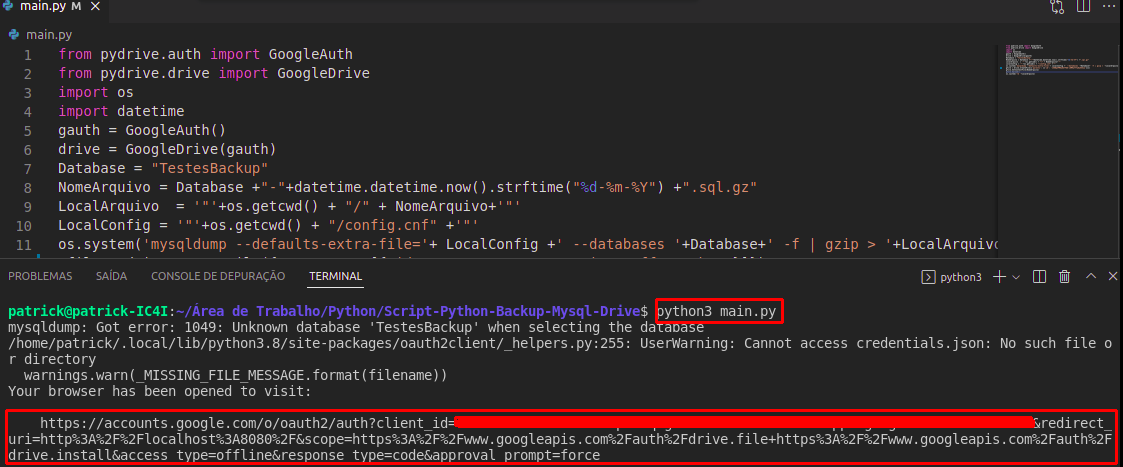 main.py M
main.py
1 from pydrive.auth import GoogleAuth
2 from pydrive.drive import GoogleDrive
3 import os
4 import datetime
5 gauth = GoogleAuth()
6 drive = GoogleDrive(gauth)
7 Database = "TestesBackup"
8 NomeArquivo = Database +"-"+datetime.datetime.now().strftime("%d-%m-%Y") +".sql.gz"
9 LocalArquivo  = '"'+os.getcwd() + "/" + NomeArquivo+'"'
10 LocalConfig = '"'+os.getcwd() + "/config.cnf" +'"'
11 os.system('mysqldump --defaults-extra-file='+ LocalConfig +' --databases '+Database+' -f | gzip > '+LocalArquivo
PROBLEMAS SAÍDA CONSOLE DE DEPURAÇÃO TERMINAL python3
patrick@patrick-IC4I:~/Área de Trabalho/Python/Script-Python-Backup-Mysql-Drive$ python3 main.py
mysqldump: Got error: 1049: Unknown database 'TestesBackup' when selecting the database
/home/patrick/.local/lib/python3.8/site-packages/oauth2client/_helpers.py:255: UserWarning: Cannot access credentials.json: No such file o
r directory
warnings.warn(_MISSING_FILE_MESSAGE.format(filename))
Your browser has been opened to visit:
https://accounts.google.com/o/oauth2/auth?client_id= &redirect_
uri=http%3A%2F%2Flocalhost%3A8080%2F&scope=https%3A%2F%2Fwww.googleapis.com%2Fauth%2Fdrive.file+https%3A%2F%2Fwww.googleapis.com%2Fauth%2F
drive.install&access_type=offline&response_type=code&approval_prompt=force